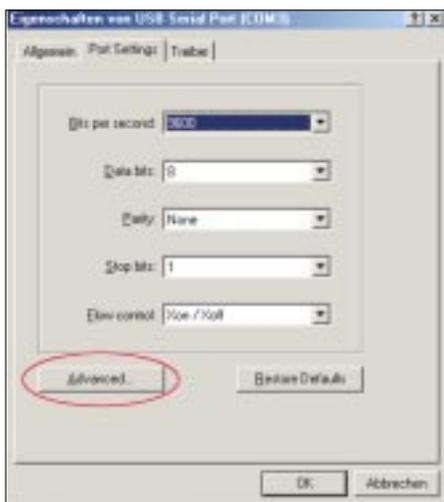 Eigenschaften von USB Serial Port (COM3)
Allgemein Port Settings Treiber
Bits per second: 9600
Data bits: 8
Parity: None
Stop bits: 1
Flow control: Xon / Xoff
Advanced...
Restore Defaults
OK
Abbrechen